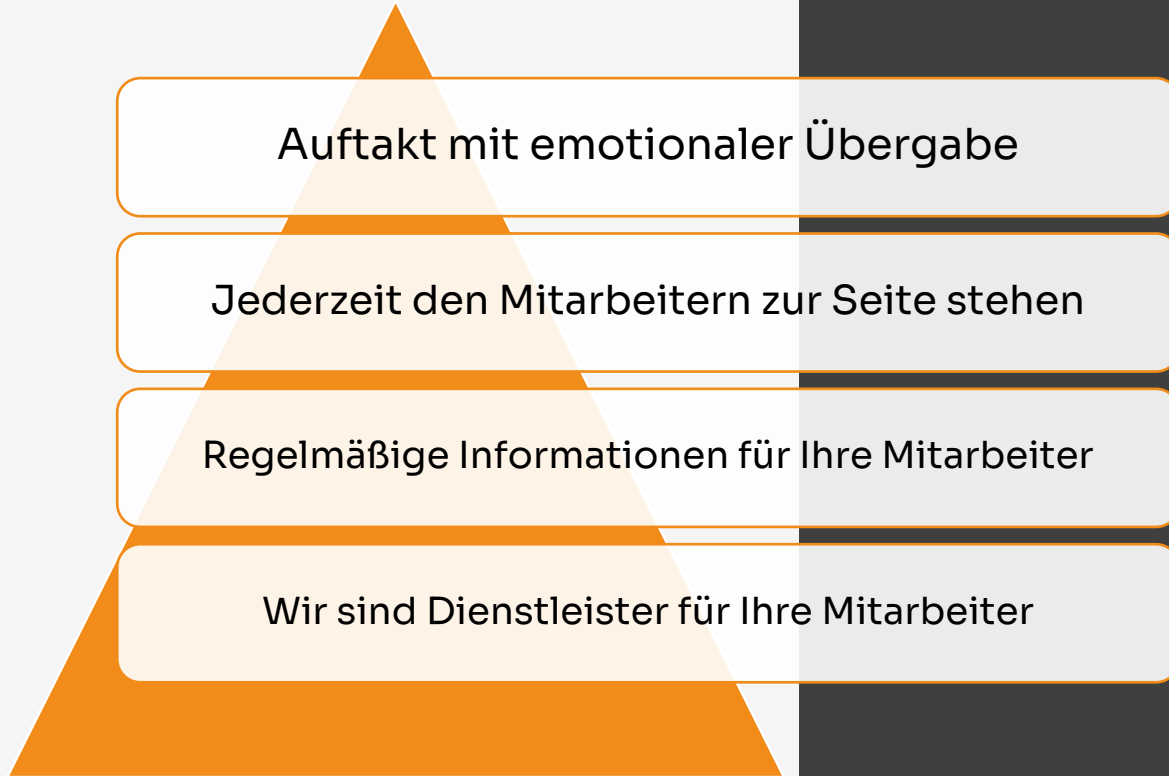 Auftakt mit emotionaler Übergabe
Jederzeit den Mitarbeitern zur Seite stehen
Regelmäßige Informationen für Ihre Mitarbeiter
Wir sind Dienstleister für Ihre Mitarbeiter